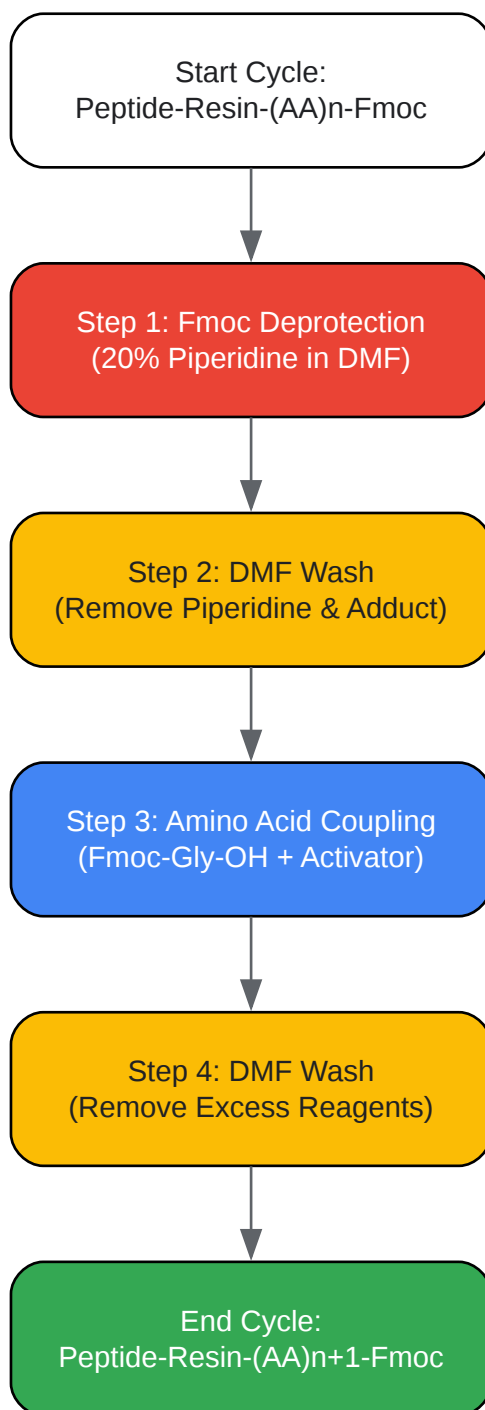 Start Cycle:
Peptide-Resin-(AA)n-Fmoc
Step 1: Fmoc Deprotection
(20% Piperidine in DMF)
Step 2: DMF Wash
(Remove Piperidine & Adduct)
Step 3: Amino Acid Coupling
(Fmoc-Gly-OH + Activator)
Step 4: DMF Wash
(Remove Excess Reagents)
End Cycle:
Peptide-Resin-(AA)n+1-Fmoc